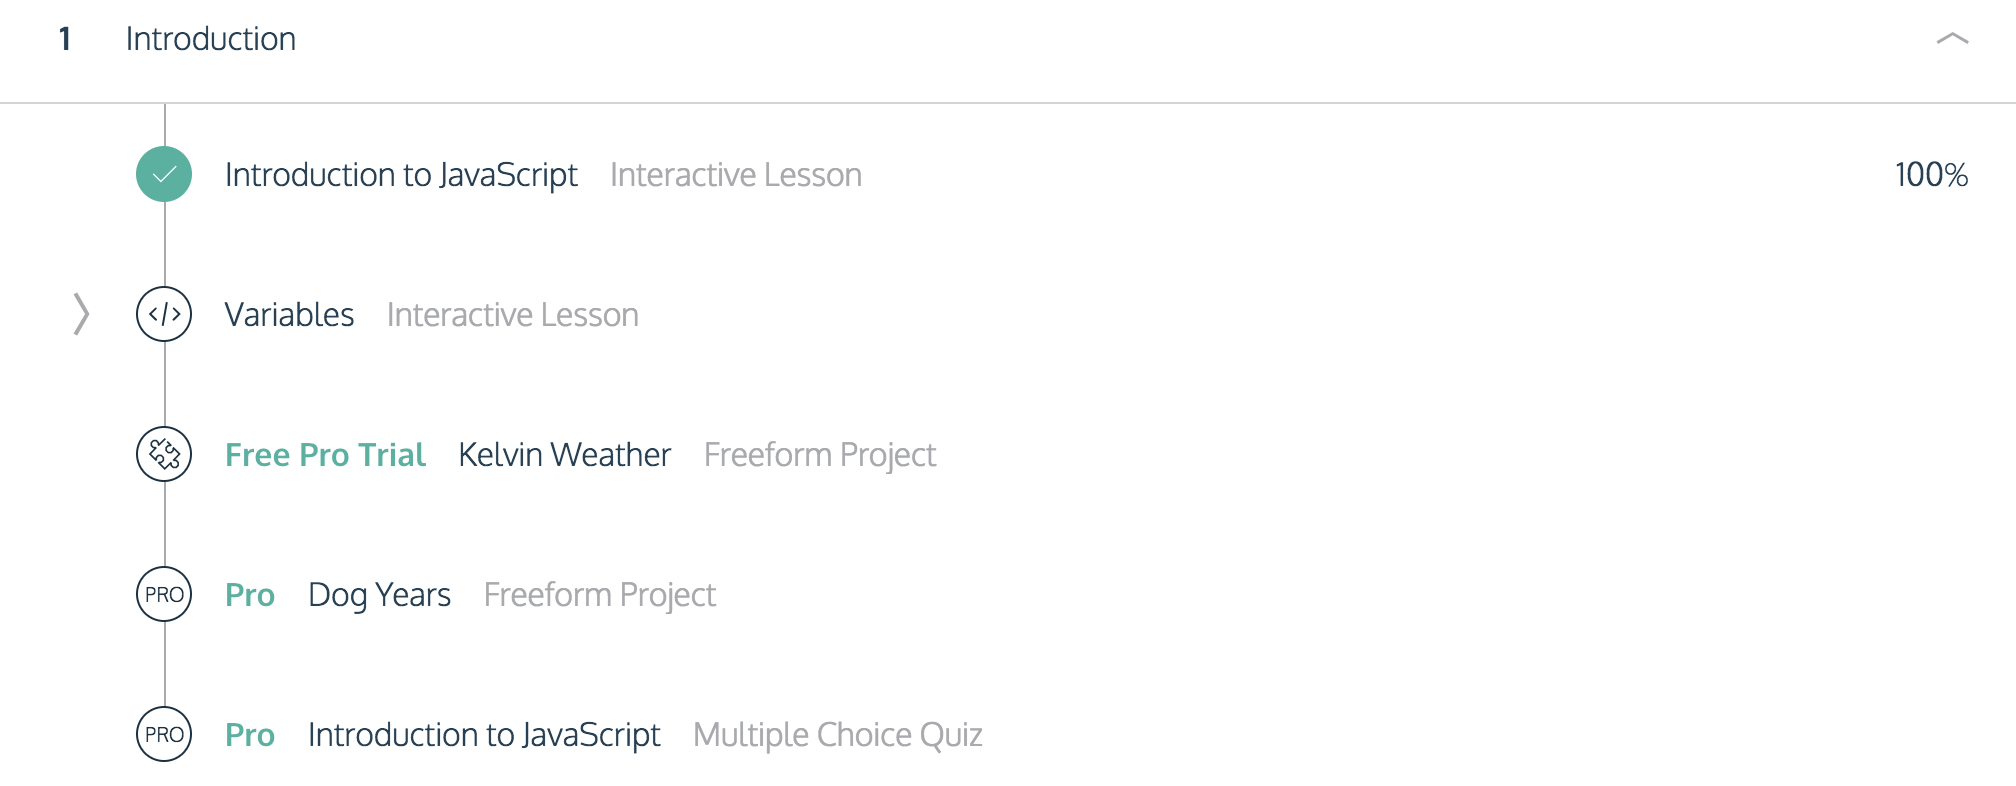 1 Introduction
Introduction to JavaScript Interactive Lesson 100%
</> Variables Interactive Lesson
Free Pro Trial Kelvin Weather Freeform Project
PRO Pro Dog Years Freeform Project
PRO Pro Introduction to JavaScript Multiple Choice Quiz